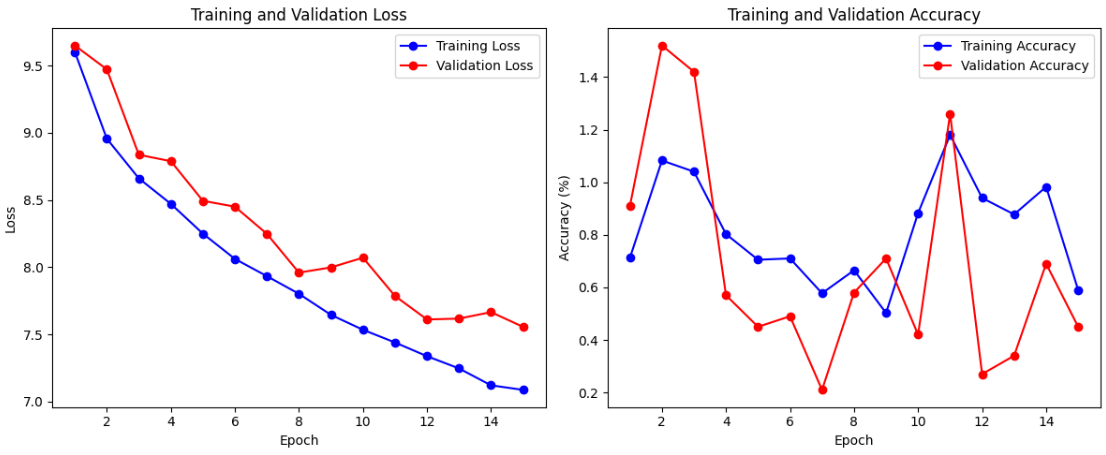 Training and Validation Loss
Training Loss
Validation Loss
9.5
9.0
8.5
8.0
7.5
7.0
Loss
2 4 6 8 10 12 14
Epoch
Training and Validation Accuracy
Training Accuracy
Validation Accuracy
1.4
1.2
1.0
0.8
0.6
0.4
0.2
Accuracy (%)
2 4 6 8 10 12 14
Epoch